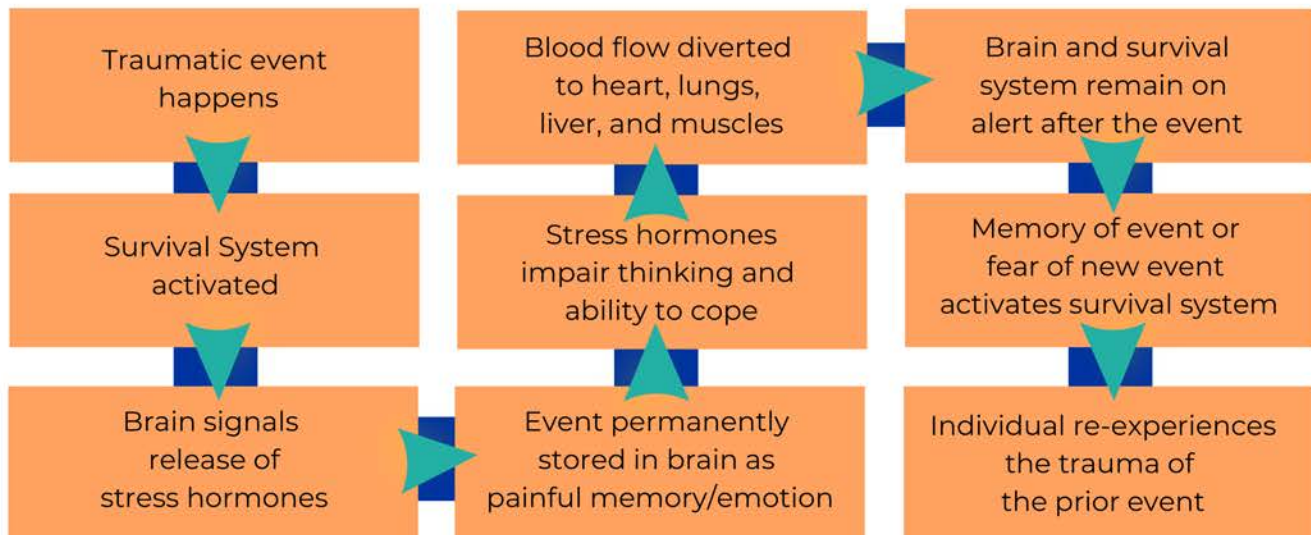 Traumatic event
happens
Survival System
activated
Brain signals
release of
stress hormones
Event permanently
stored in brain as
painful memory/emotion
Stress hormones
impair thinking and
ability to cope
Blood flow diverted
to heart, lungs,
liver, and muscles
Brain and survival
system remain on
alert after the event
Memory of event or
fear of new event
activates survival system
Individual re-experiences
the trauma of
the prior event